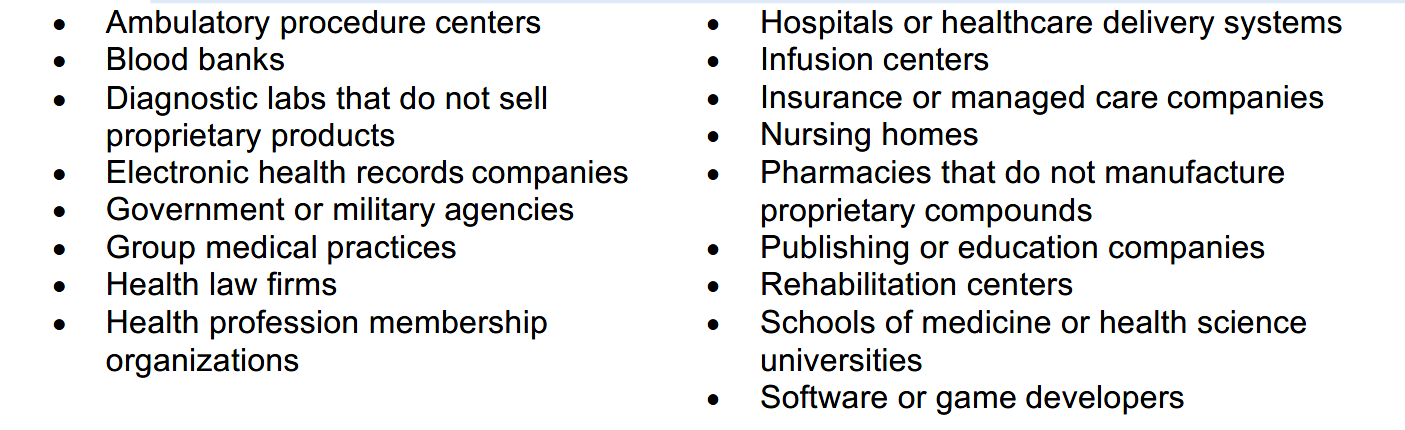 • Ambulatory procedure centers
• Blood banks
• Diagnostic labs that do not sell
proprietary products
• Electronic health records companies
• Government or military agencies
• Group medical practices
• Health law firms
• Health profession membership
organizations
• Hospitals or healthcare delivery systems
• Infusion centers
• Insurance or managed care companies
• Nursing homes
• Pharmacies that do not manufacture
proprietary compounds
• Publishing or education companies
• Rehabilitation centers
• Schools of medicine or health science
universities
• Software or game developers